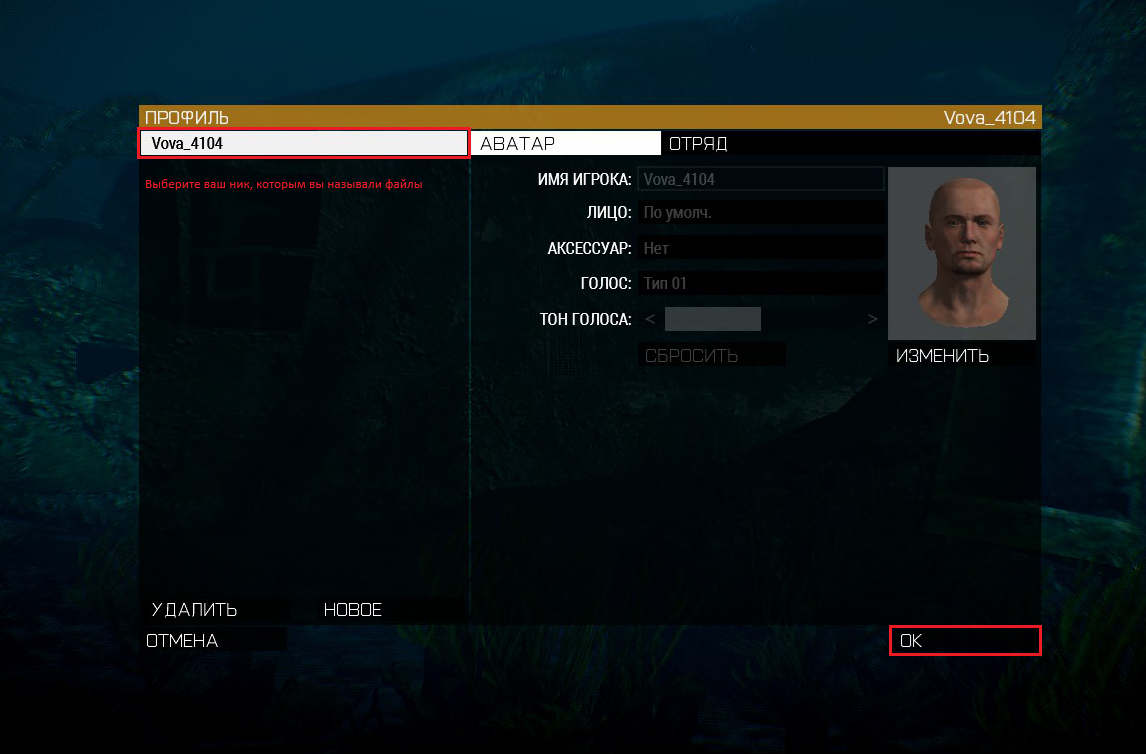 ПРОФИЛЬ Vova_4104
Vova_4104 АВАТАР ОТРЯД
Выберите ваш ник, которым вы называли файлы
ИМЯ ИГРОКА: Vova_4104
ЛИЦО: По умолч.
АКСЕССУАР: Нет
ГОЛОС: Тип 01
ТОН ГОЛОСА: < >
СБРОСИТЬ ИЗМЕНИТЬ
УДАЛИТЬ НОВОЕ
ОТМЕНА OK